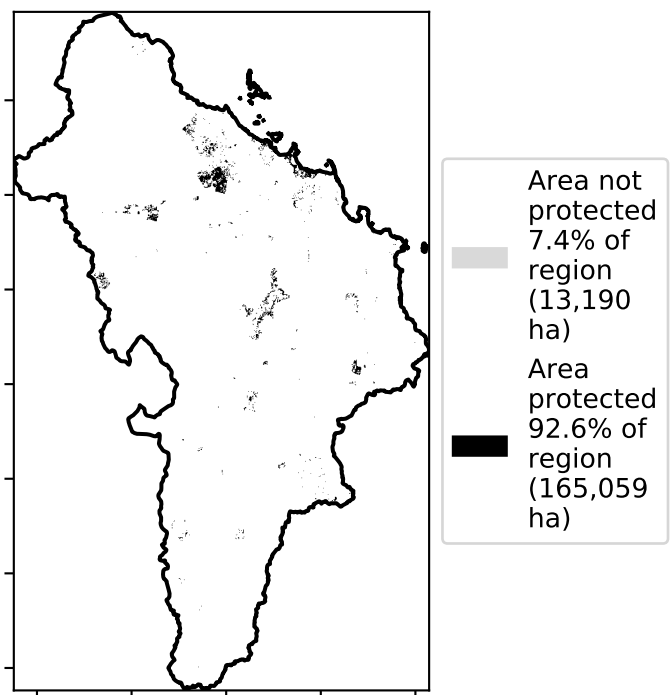 Area not
protected
7.4% of
region
(13,190
ha)
Area
protected
92.6% of
region
(165,059
ha)